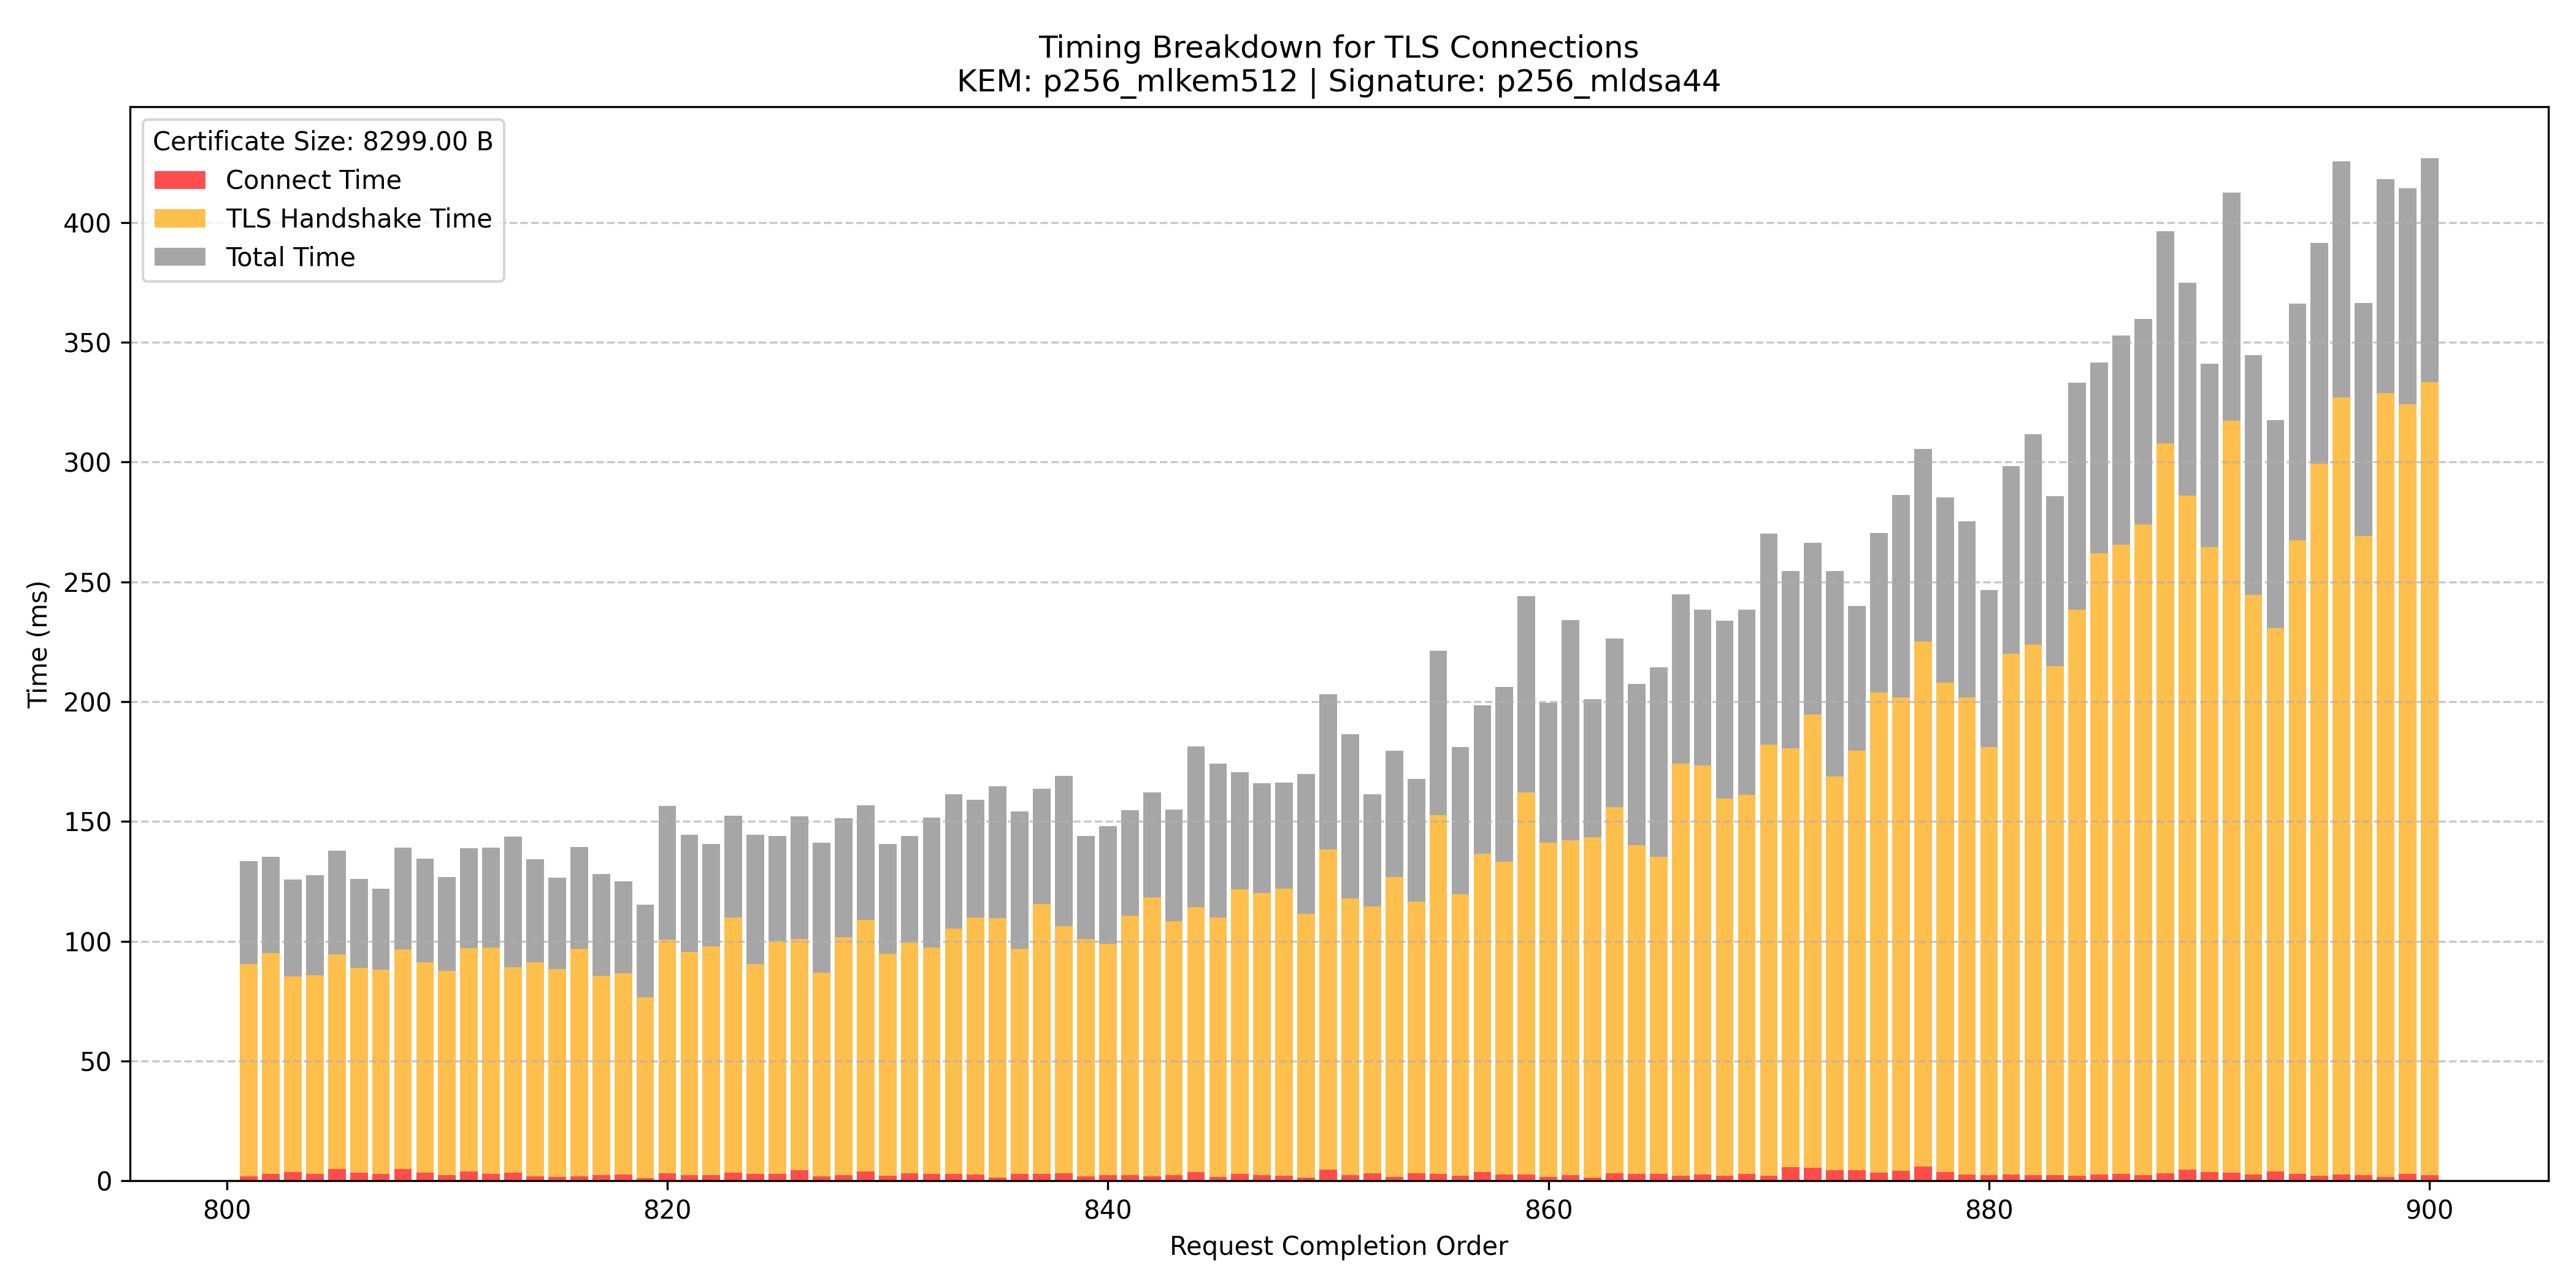 Timing Breakdown for TLS Connections
KEM: p256_mlkem512 | Signature: p256_mldsa44
Certificate Size: 8299.00 B
Connect Time
TLS Handshake Time
Total Time
Time (ms)
400
350
300
250
200
150
100
50
0
800 820 840 860 880 900
Request Completion Order